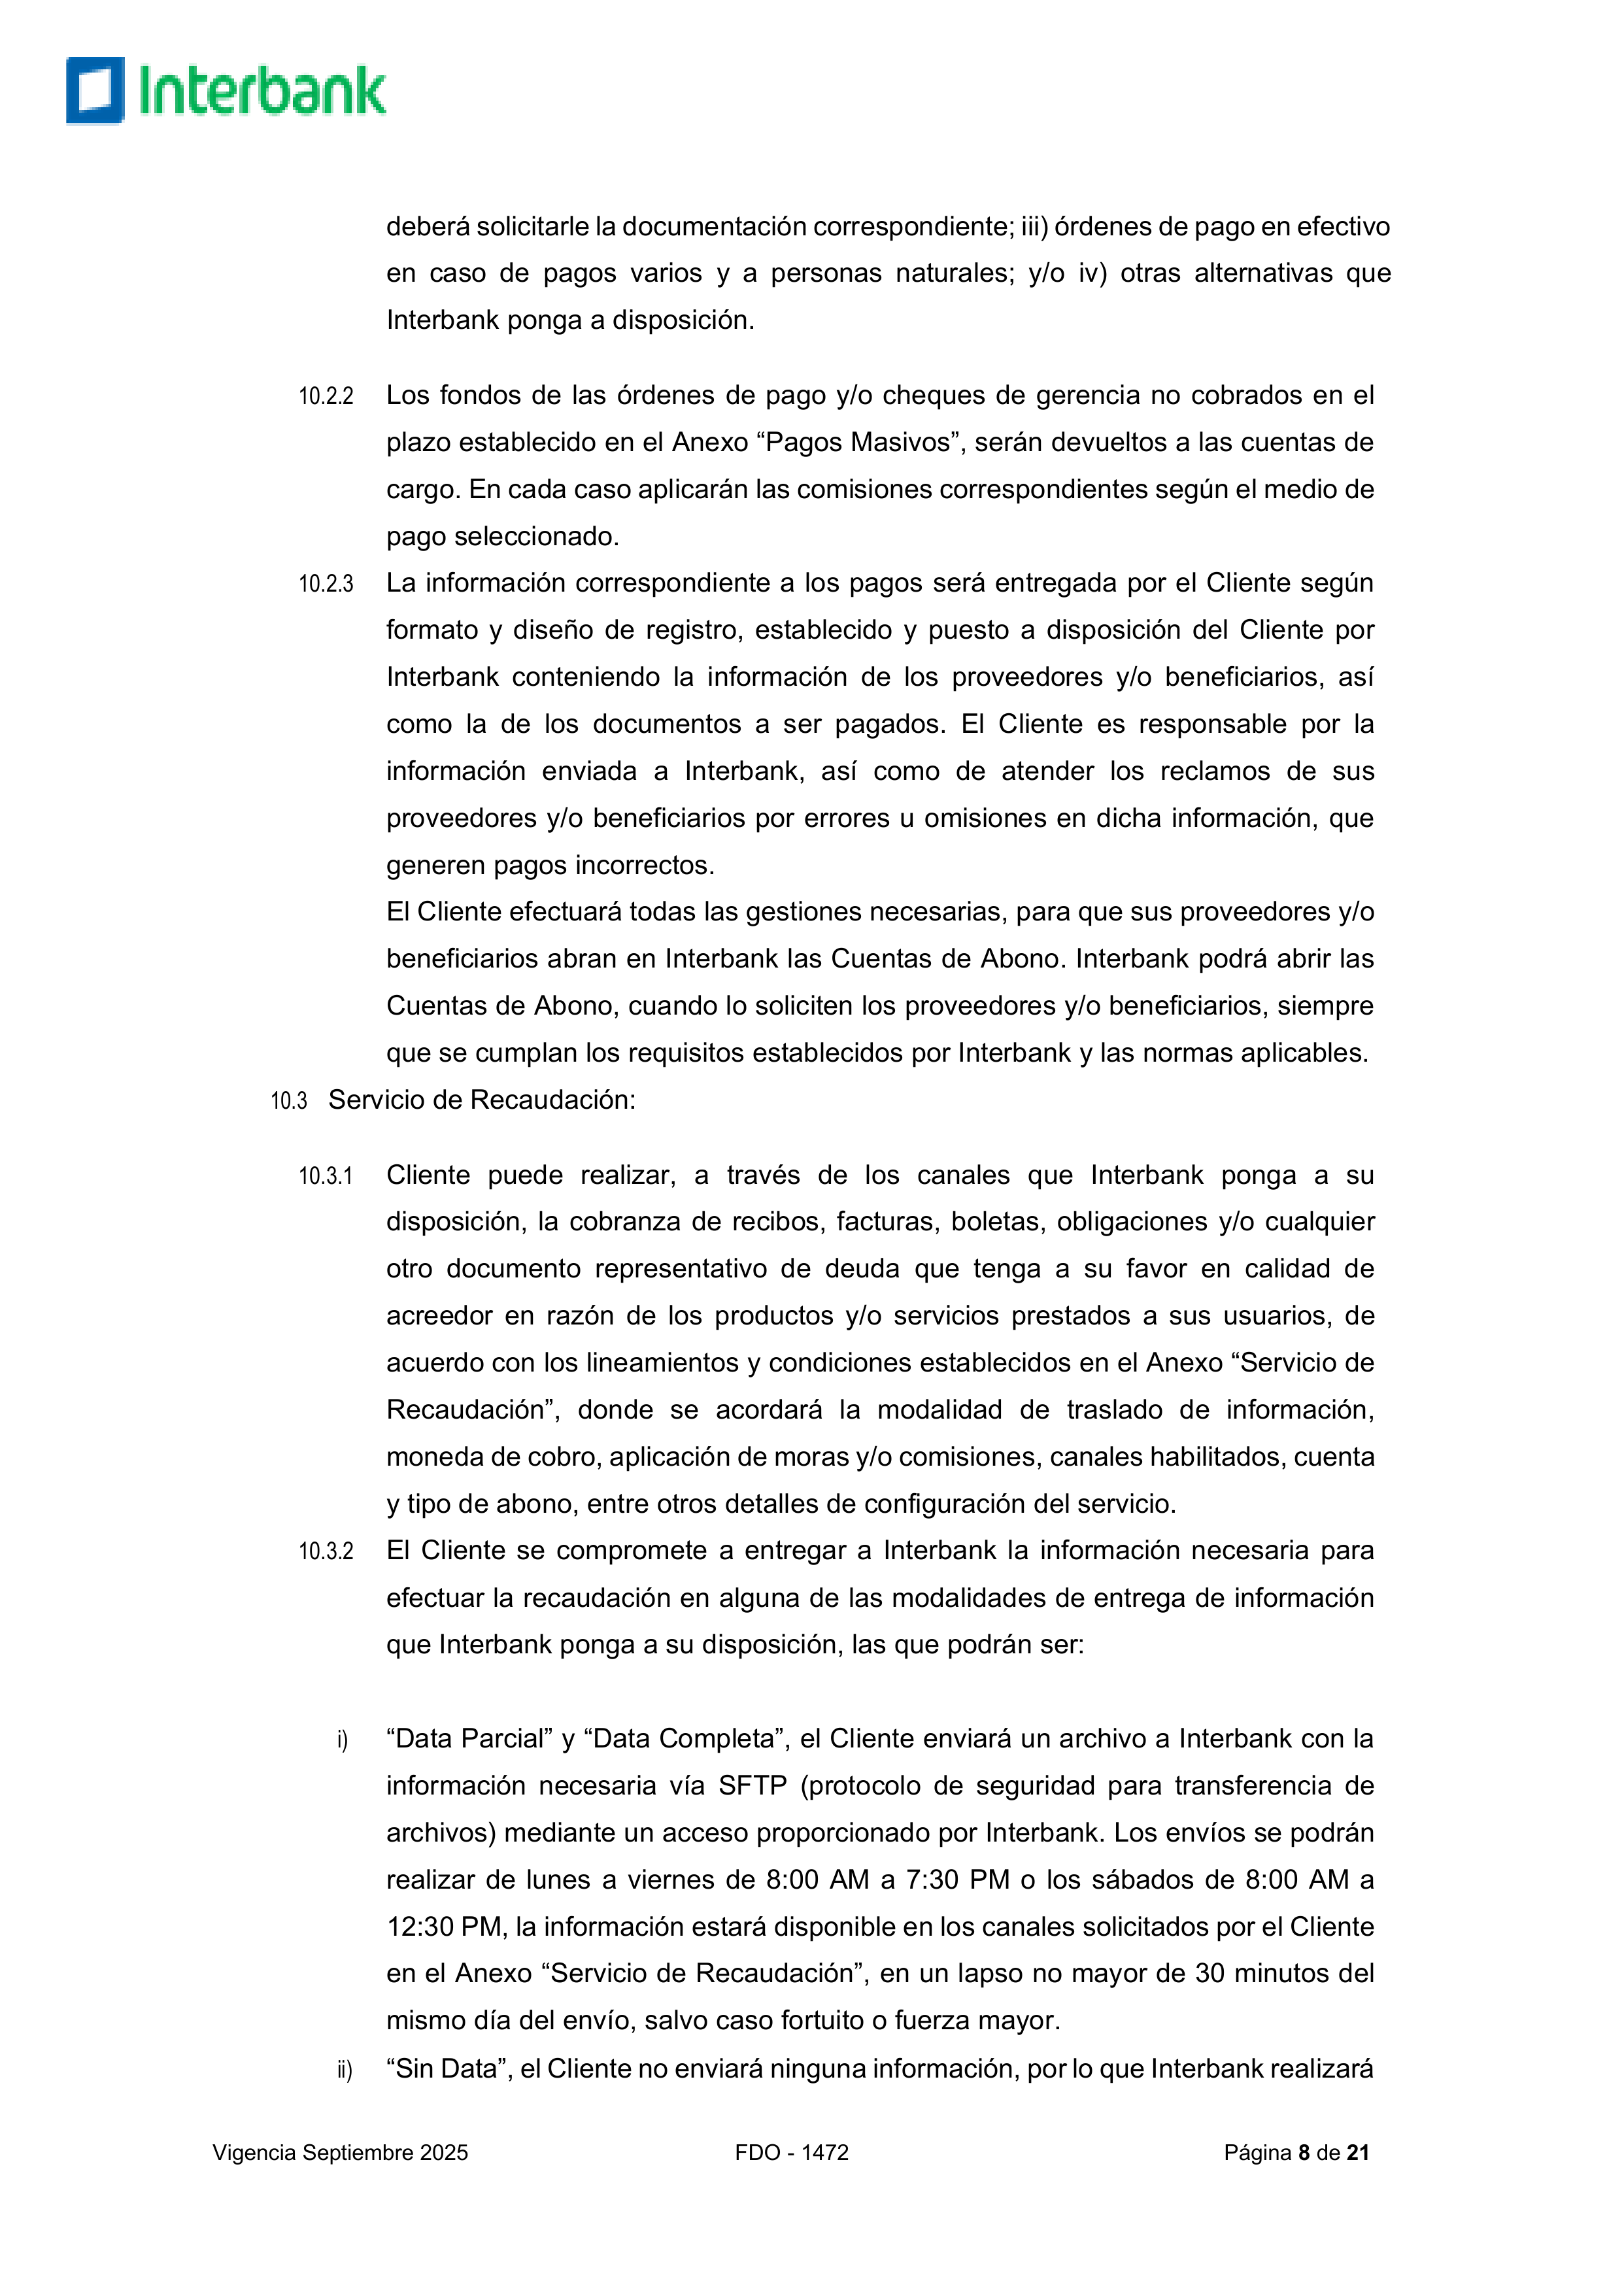 Interbank
deberá solicitarle la documentación correspondiente; iii) órdenes de pago en efectivo
en caso de pagos varios y a personas naturales; y/o iv) otras alternativas que
Interbank ponga a disposición.
10.2.2 Los fondos de las órdenes de pago y/o cheques de gerencia no cobrados en el
plazo establecido en el Anexo “Pagos Masivos”, serán devueltos a las cuentas de
cargo. En cada caso aplicarán las comisiones correspondientes según el medio de
pago seleccionado.
10.2.3 La información correspondiente a los pagos será entregada por el Cliente según
formato y diseño de registro, establecido y puesto a disposición del Cliente por
Interbank conteniendo la información de los proveedores y/o beneficiarios, así
como la de los documentos a ser pagados. El Cliente es responsable por la
información enviada a Interbank, así como de atender los reclamos de sus
proveedores y/o beneficiarios por errores u omisiones en dicha información, que
generen pagos incorrectos.
El Cliente efectuará todas las gestiones necesarias, para que sus proveedores y/o
beneficiarios abran en Interbank las Cuentas de Abono. Interbank podrá abrir las
Cuentas de Abono, cuando lo soliciten los proveedores y/o beneficiarios, siempre
que se cumplan los requisitos establecidos por Interbank y las normas aplicables.
10.3 Servicio de Recaudación:
10.3.1 Cliente puede realizar, a través de los canales que Interbank ponga a su
disposición, la cobranza de recibos, facturas, boletas, obligaciones y/o cualquier
otro documento representativo de deuda que tenga a su favor en calidad de
acreedor en razón de los productos y/o servicios prestados a sus usuarios, de
acuerdo con los lineamientos y condiciones establecidos en el Anexo “Servicio de
Recaudación”, donde se acordará la modalidad de traslado de información,
moneda de cobro, aplicación de moras y/o comisiones, canales habilitados, cuenta
y tipo de abono, entre otros detalles de configuración del servicio.
10.3.2 El Cliente se compromete a entregar a Interbank la información necesaria para
efectuar la recaudación en alguna de las modalidades de entrega de información
que Interbank ponga a su disposición, las que podrán ser:
i) “Data Parcial” y “Data Completa”, el Cliente enviará un archivo a Interbank con la
información necesaria vía SFTP (protocolo de seguridad para transferencia de
archivos) mediante un acceso proporcionado por Interbank. Los envíos se podrán
realizar de lunes a viernes de 8:00 AM a 7:30 PM o los sábados de 8:00 AM a
12:30 PM, la información estará disponible en los canales solicitados por el Cliente
en el Anexo “Servicio de Recaudación”, en un lapso no mayor de 30 minutos del
mismo día del envío, salvo caso fortuito o fuerza mayor.
ii) “Sin Data”, el Cliente no enviará ninguna información, por lo que Interbank realizará
Vigencia Septiembre 2025 FDO - 1472 Página 8 de 21